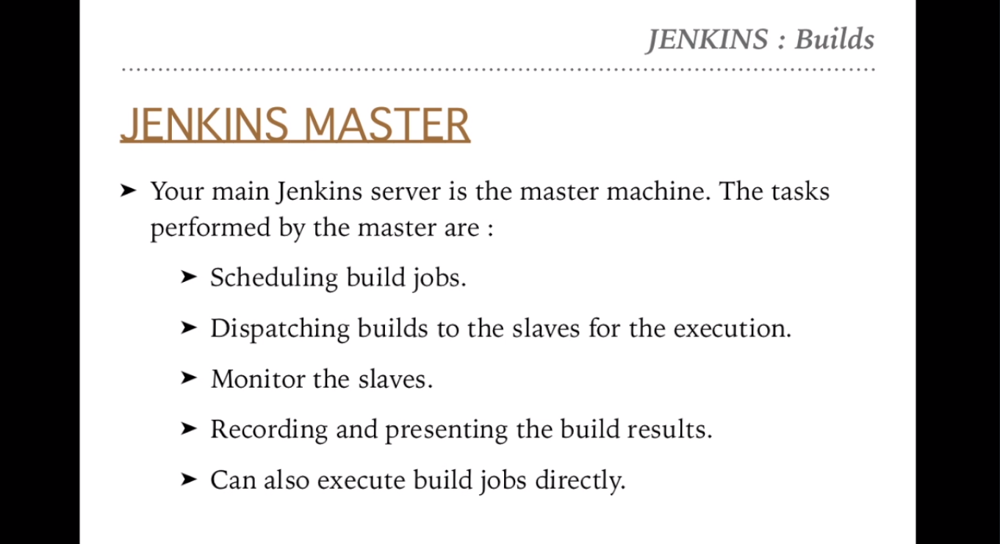 JENKINS : Builds
JENKINS MASTER
➤ Your main Jenkins server is the master machine. The tasks
performed by the master are :
➤ Scheduling build jobs.
➤ Dispatching builds to the slaves for the execution.
➤ Monitor the slaves.
➤ Recording and presenting the build results.
➤ Can also execute build jobs directly.